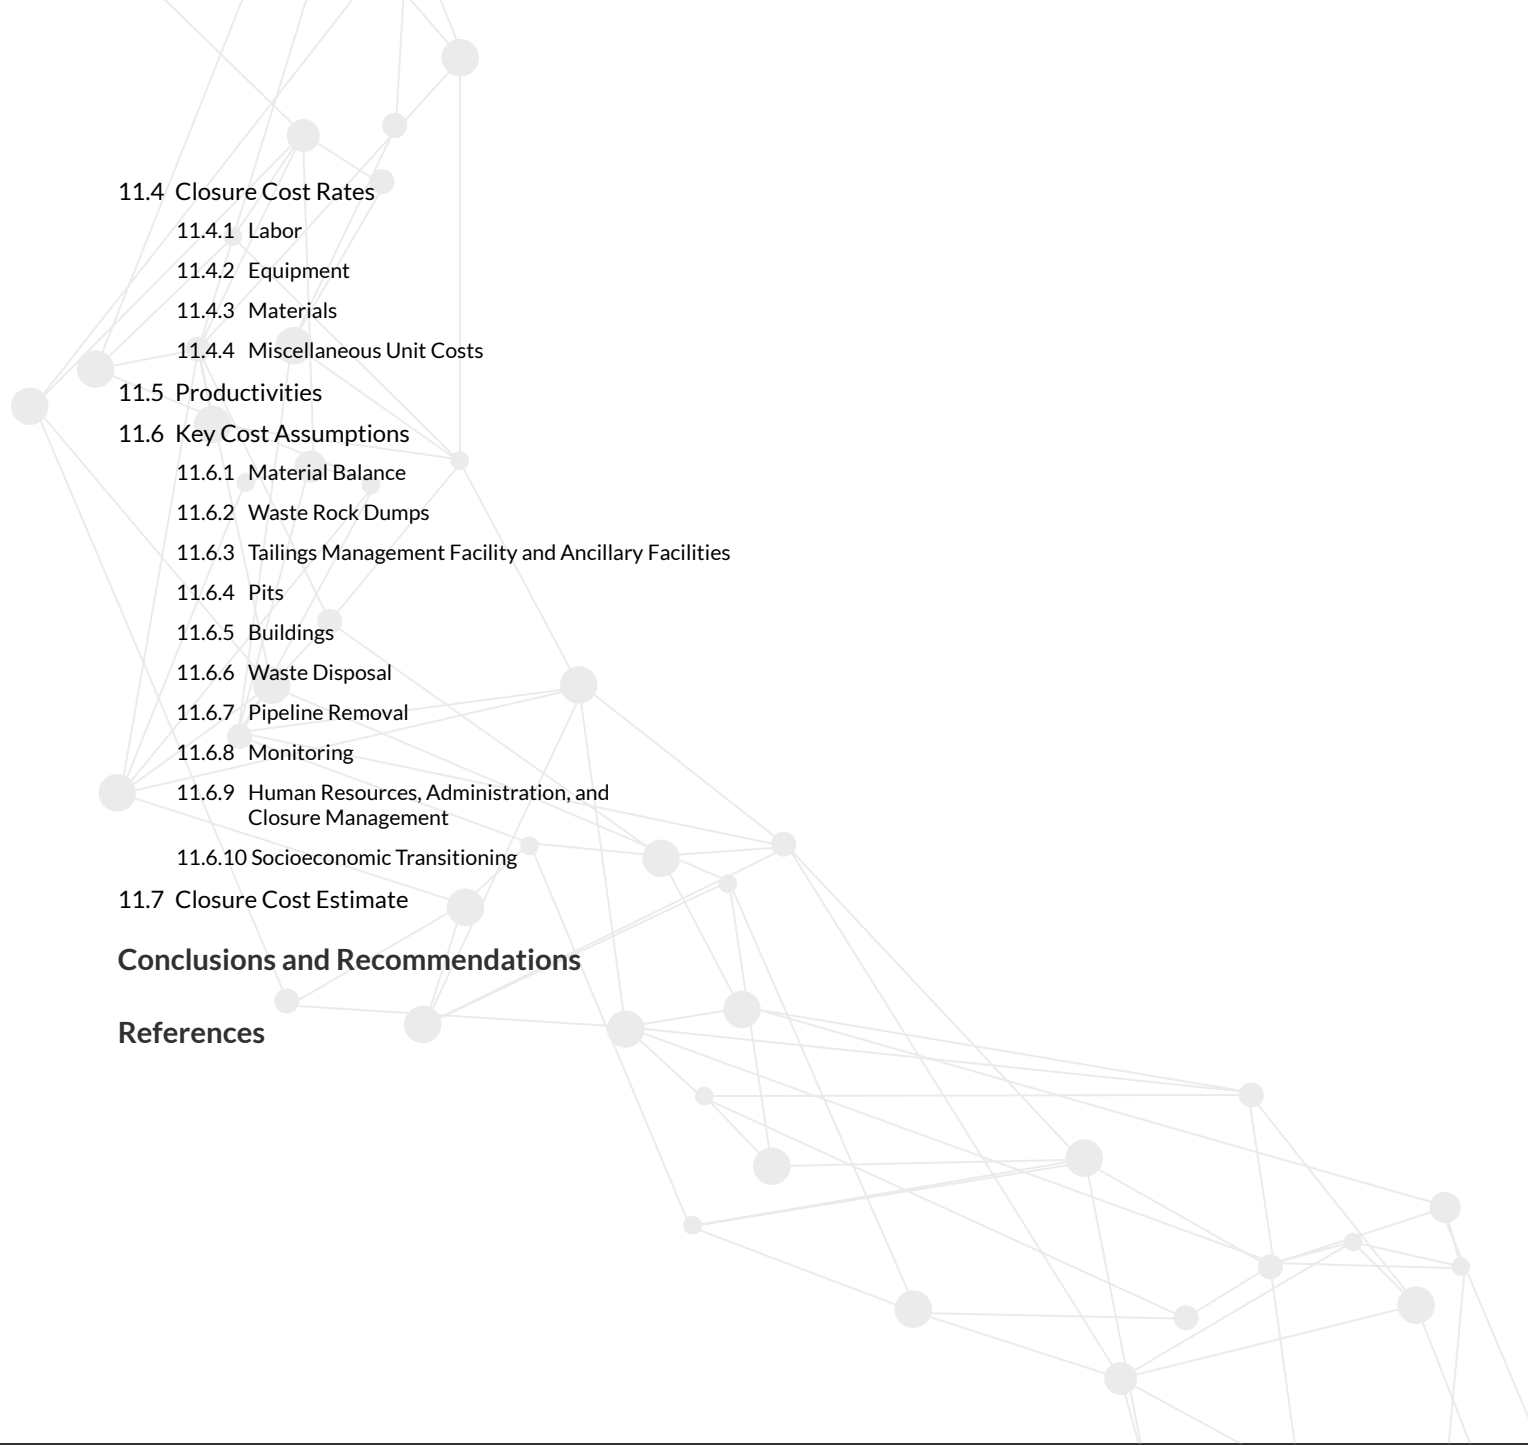 11.4 Closure Cost Rates
11.4.1 Labor
11.4.2 Equipment
11.4.3 Materials
11.4.4 Miscellaneous Unit Costs
11.5 Productivities
11.6 Key Cost Assumptions
11.6.1 Material Balance
11.6.2 Waste Rock Dumps
11.6.3 Tailings Management Facility and Ancillary Facilities
11.6.4 Pits
11.6.5 Buildings
11.6.6 Waste Disposal
11.6.7 Pipeline Removal
11.6.8 Monitoring
11.6.9 Human Resources, Administration, and
Closure Management
11.6.10 Socioeconomic Transitioning
11.7 Closure Cost Estimate
Conclusions and Recommendations
References